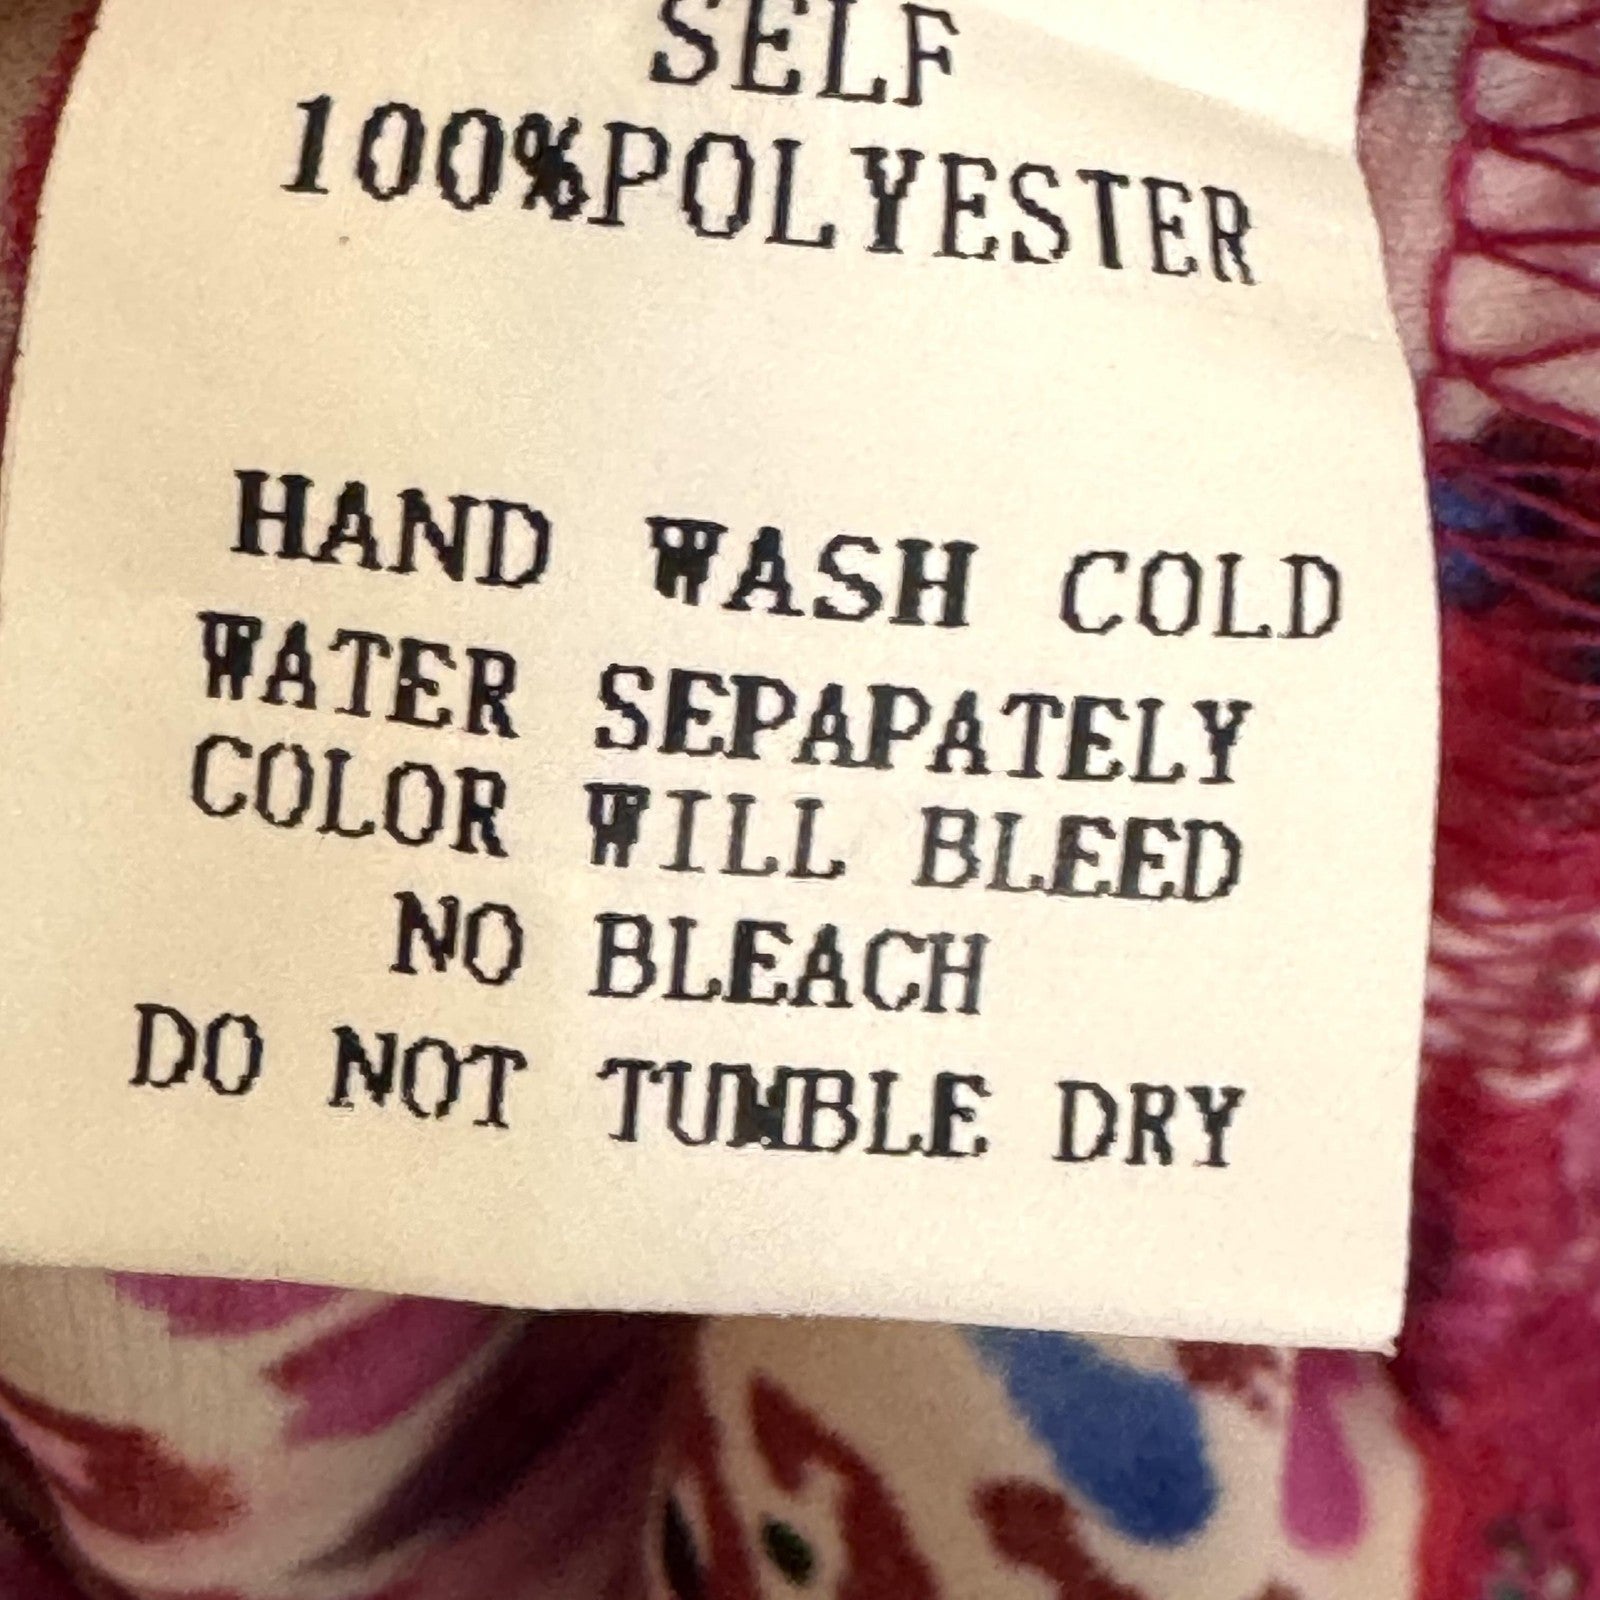 SELF
100%POLYESTER
HAND WASH COLD
WATER SEPAPATELY
COLOR WILL BLEED
NO BLEACH
DO NOT TUMBLE DRY